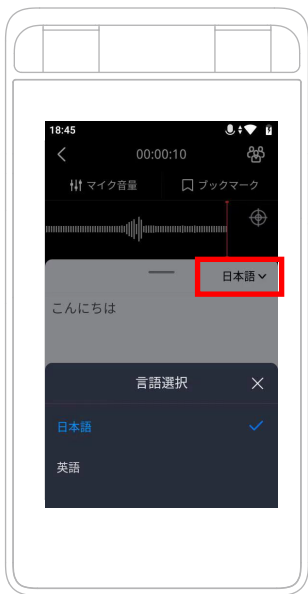 18:45
00:00:10
マイク音量 ブックマーク
日本語
こんにちは
言語選択
日本語
英語